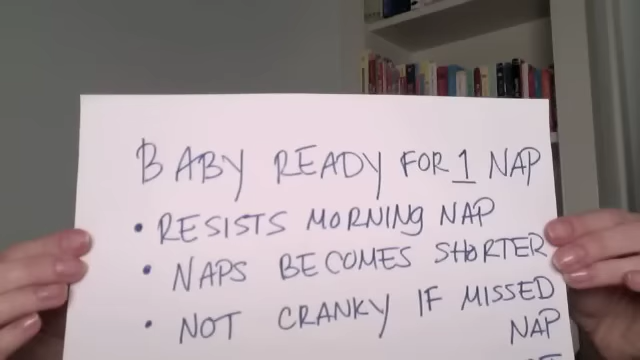 BABY READY FOR 1 NAP
• RESISTS MORNING NAP
• NAPS BECOMES SHORTER
• NOT CRANKY IF MISSED
NAP